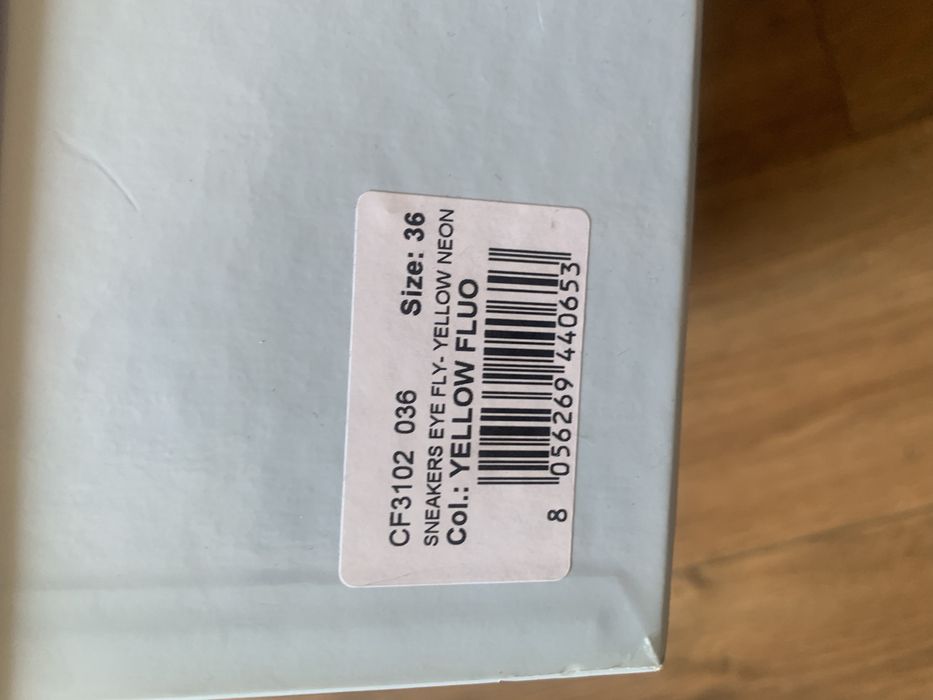 CF3102 036 Size: 36
SNEAKERS EYE FLY- YELLOW NEON
Col.: YELLOW FLUO
8 056269 440653